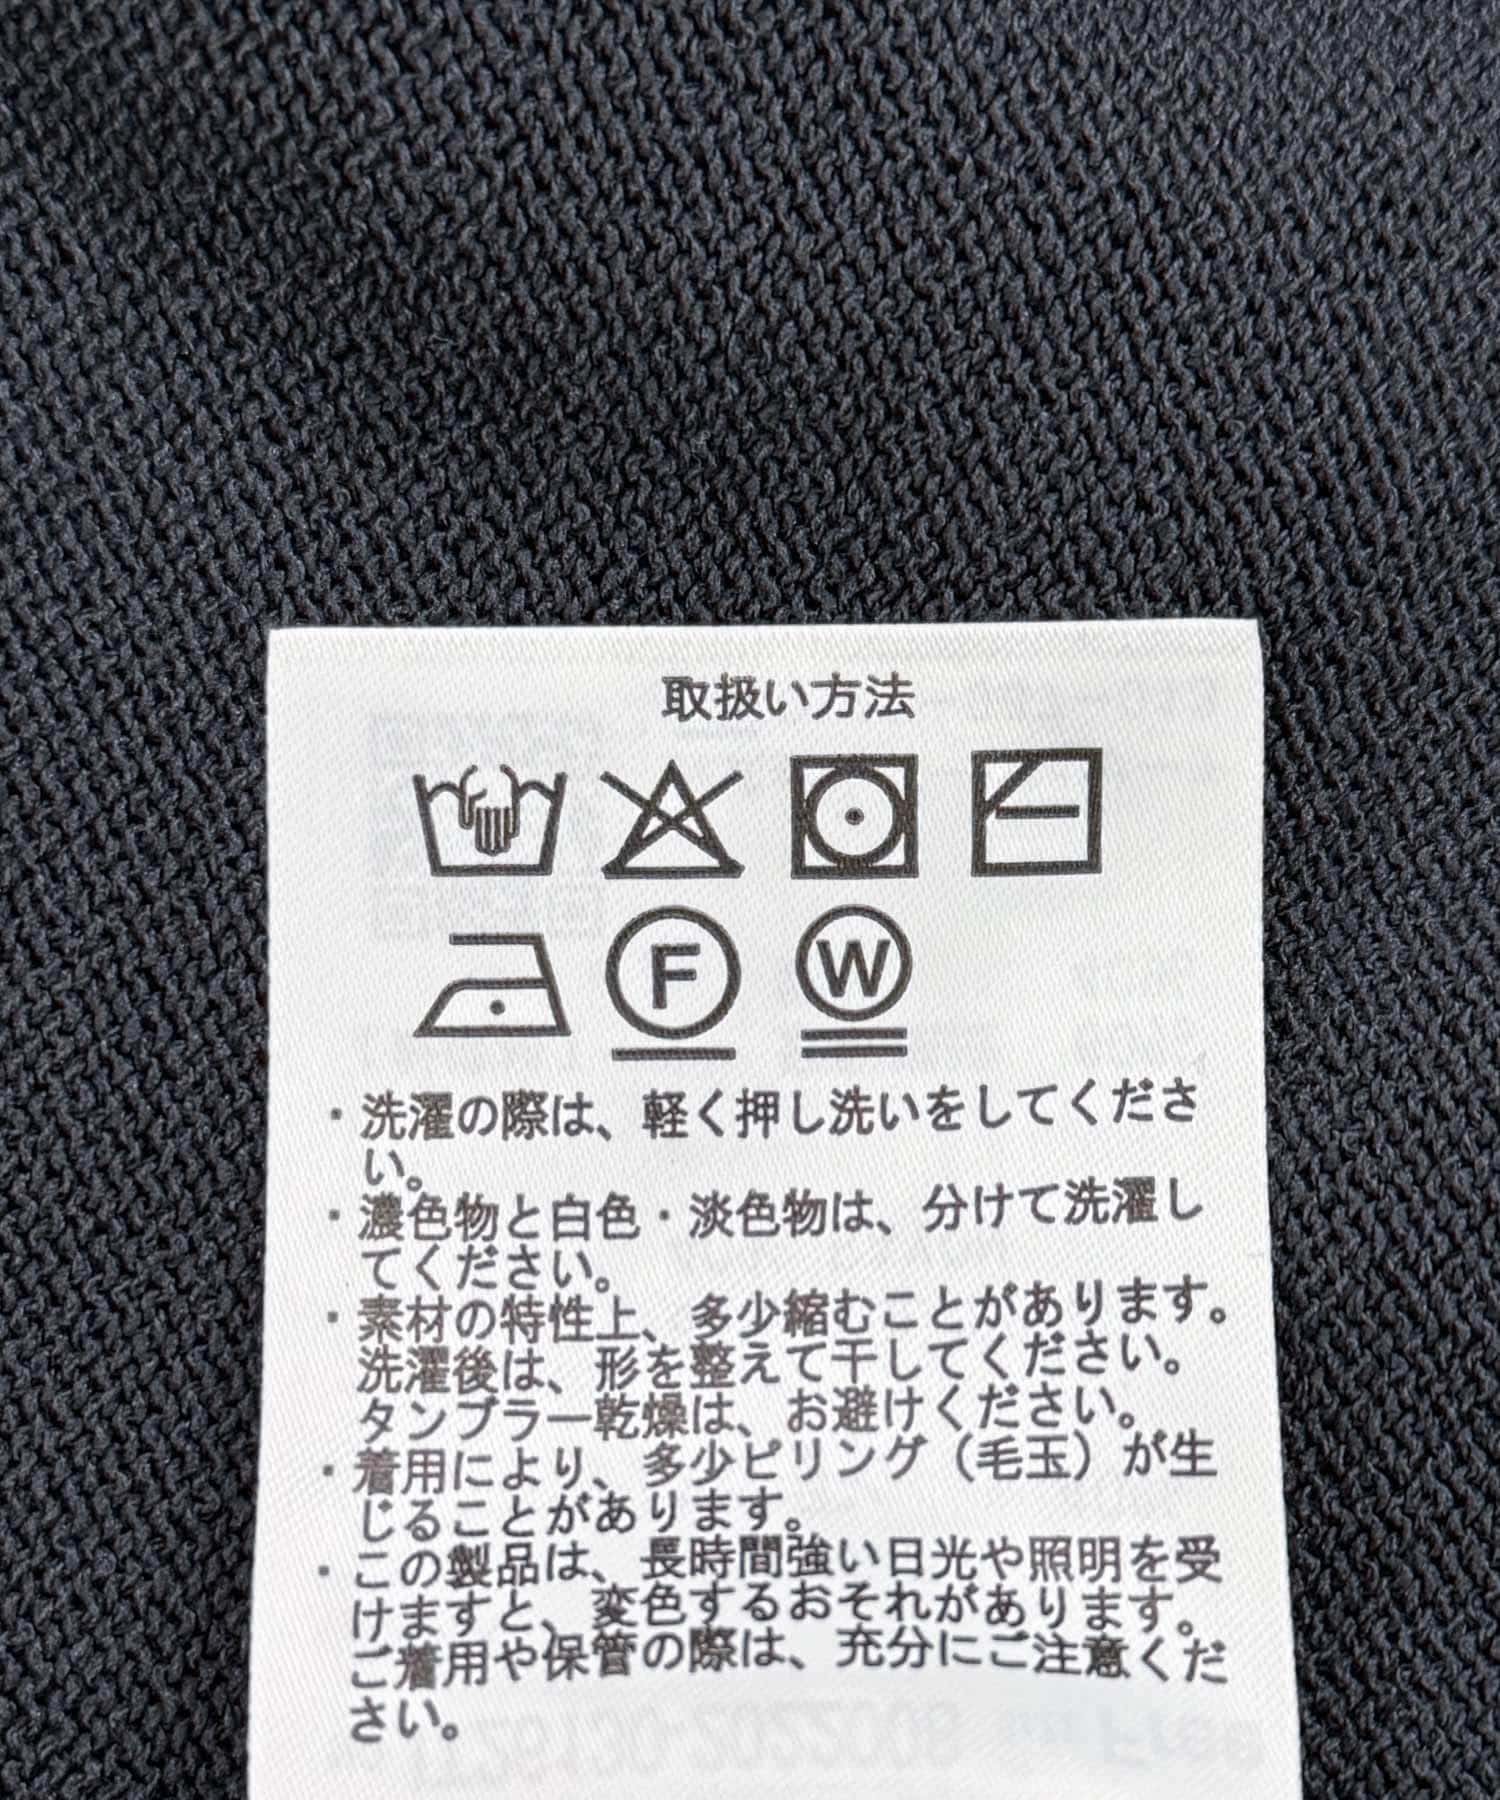 取扱い方法
F W
・洗濯の際は、軽く押し洗いをしてくださ
い。
・濃色物と白色・淡色物は、分けて洗濯し
てください。
・素材の特性上、多少縮むことがあります。
洗濯後は、形を整えて干してください。
タンブラー乾燥は、お避けください。
・着用により、多少ピリング（毛玉）が生
じることがあります。
・この製品は、長時間強い日光や照明を受
けますと、変色するおそれがあります。
ご着用や保管の際は、充分にご注意くだ
さい。